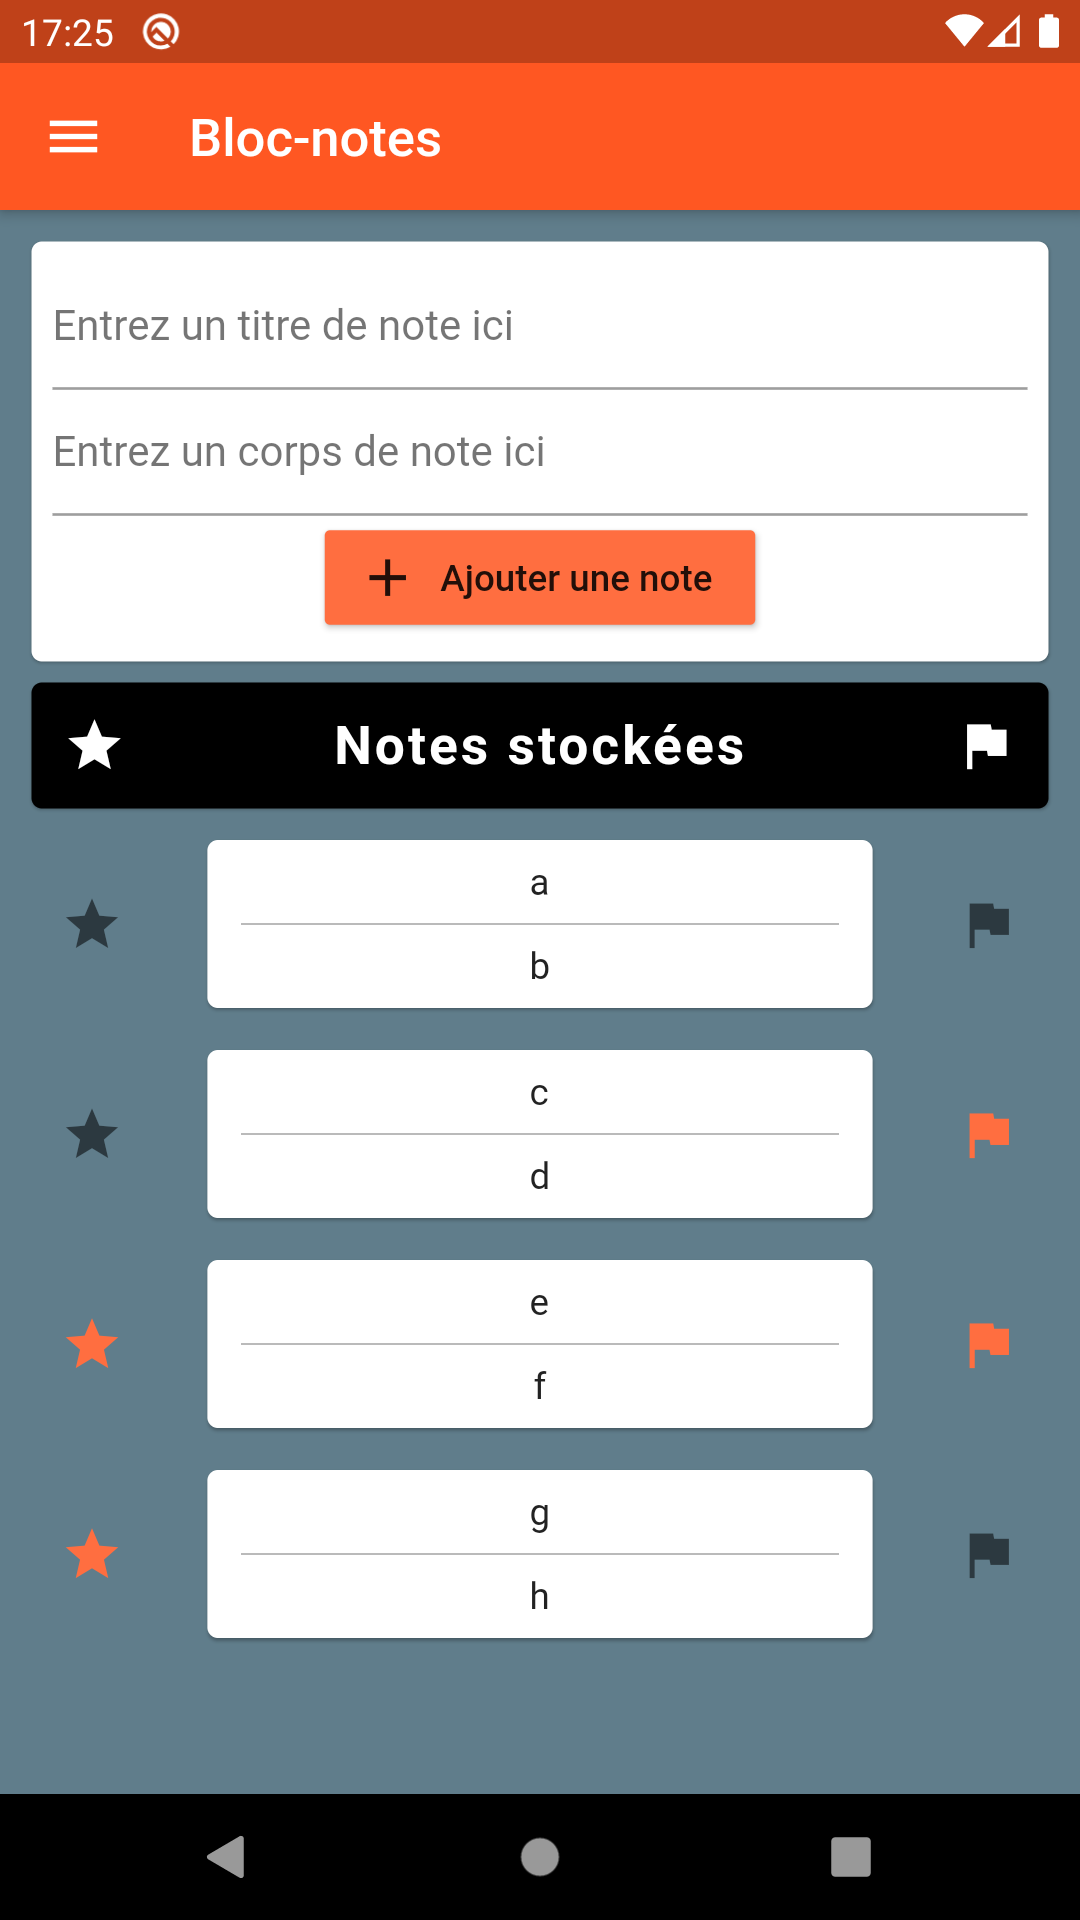 17:25
Bloc-notes
Entrez un titre de note ici
Entrez un corps de note ici
Ajouter une note
Notes stockées
a
b
c
d
e
f
g
h